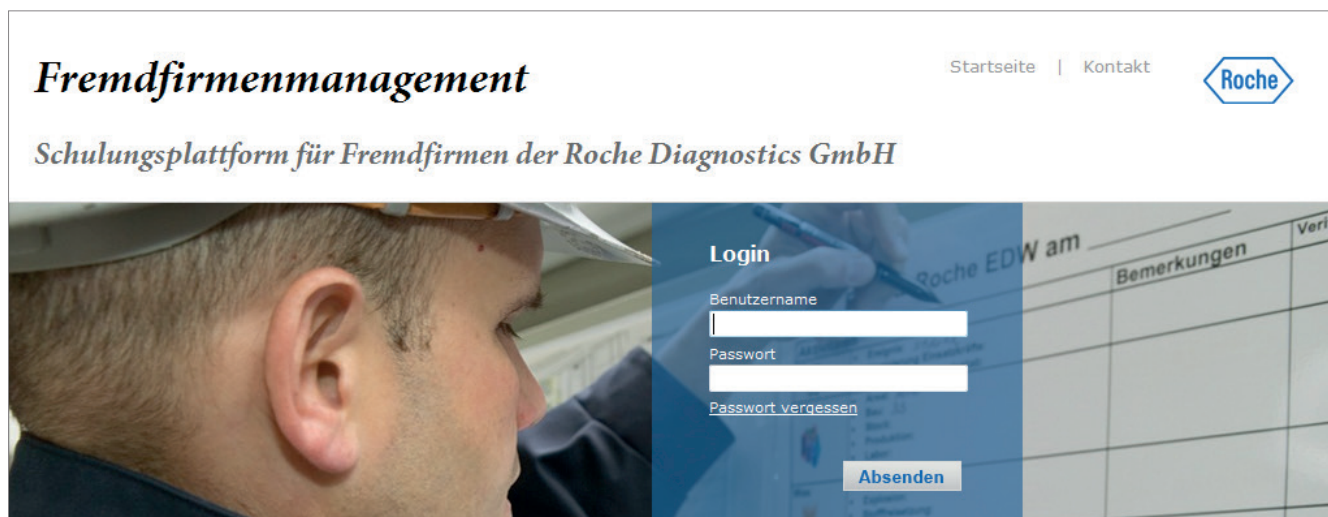 Fremdfirmenmanagement
Startseite | Kontakt
Roche
Schulungsplattform für Fremdfirmen der Roche Diagnostics GmbH
Login
Benutzername
Passwort
Passwort vergessen
Absenden
Roche EDW am
Bemerkungen